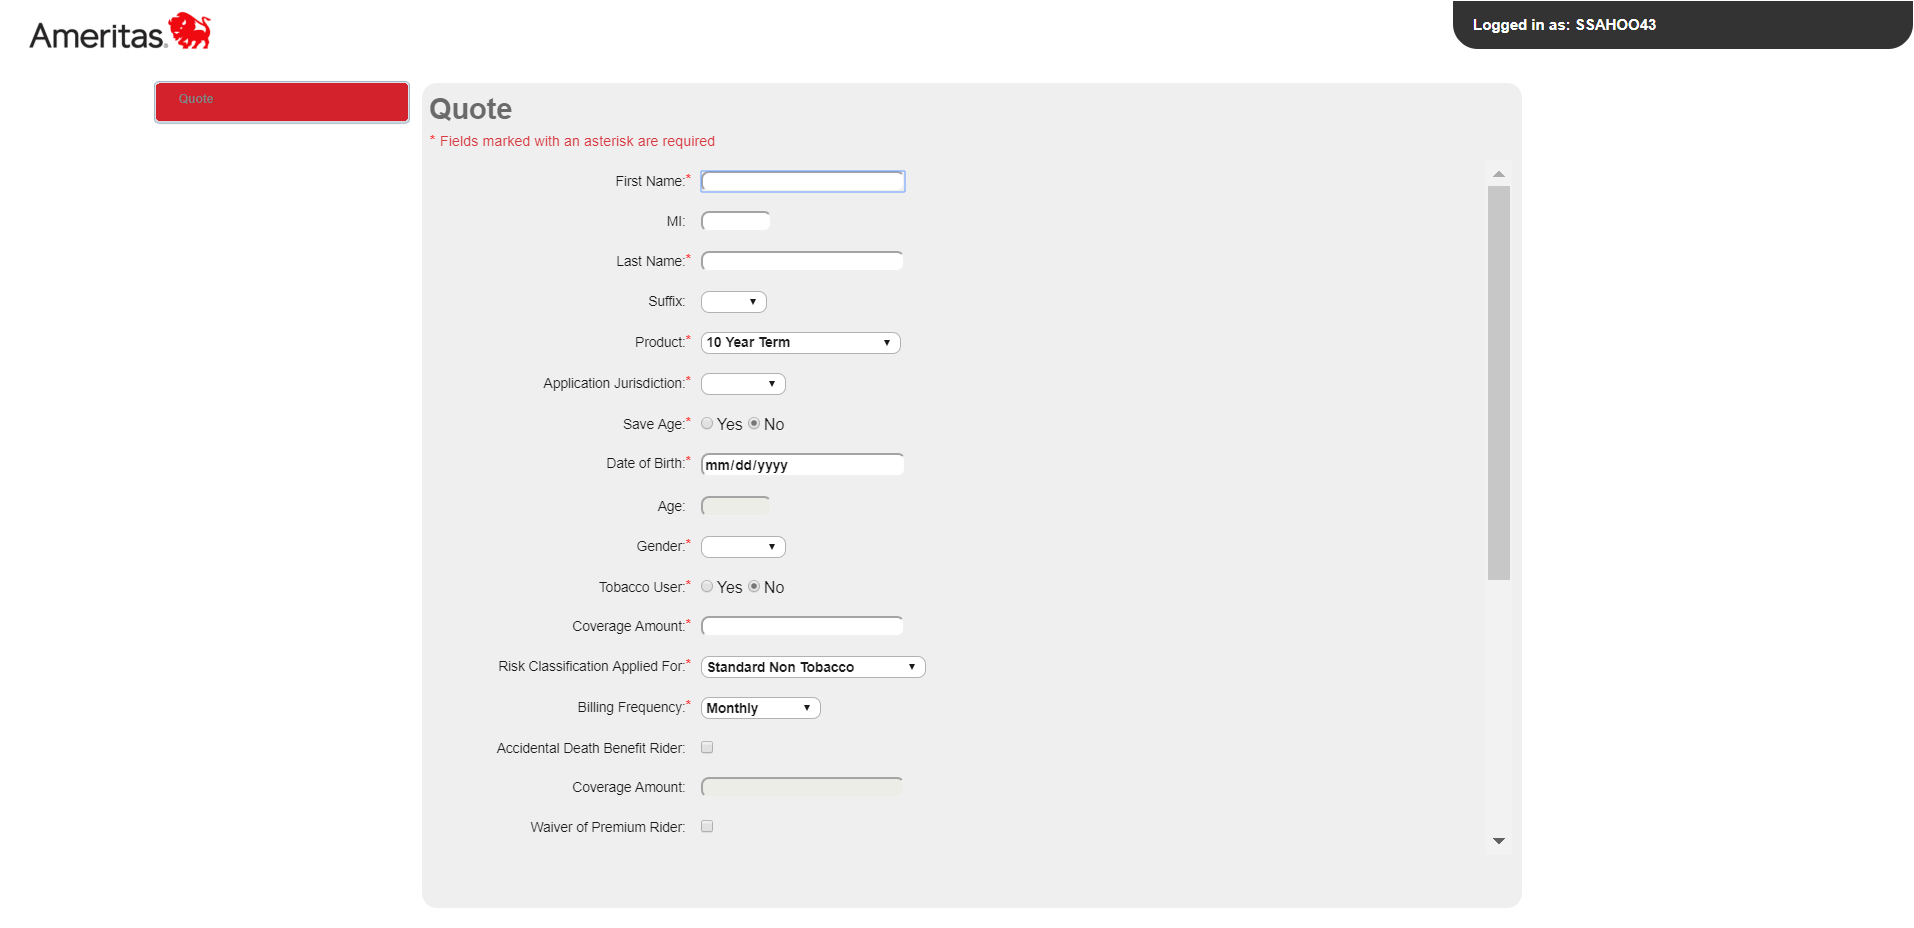 Ameritas
Logged in as: SSAHOO43
Quote
Quote
* Fields marked with an asterisk are required
First Name:*
MI:
Last Name:*
Suffix:
Product:* 10 Year Term
Application Jurisdiction:*
Save Age:* Yes No
Date of Birth:* mm/dd/yyyy
Age:
Gender:*
Tobacco User:* Yes No
Coverage Amount:*
Risk Classification Applied For:* Standard Non Tobacco
Billing Frequency:* Monthly
Accidental Death Benefit Rider:
Coverage Amount:
Waiver of Premium Rider: